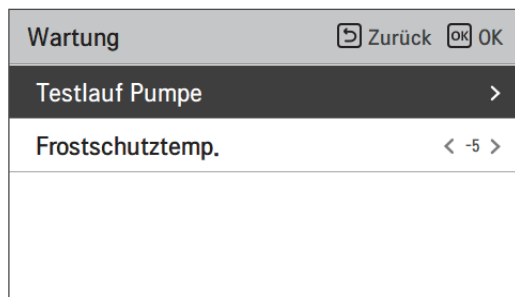 Wartung Zurück OK OK
Testlauf Pumpe >
Frostschutztemp. < -5 >